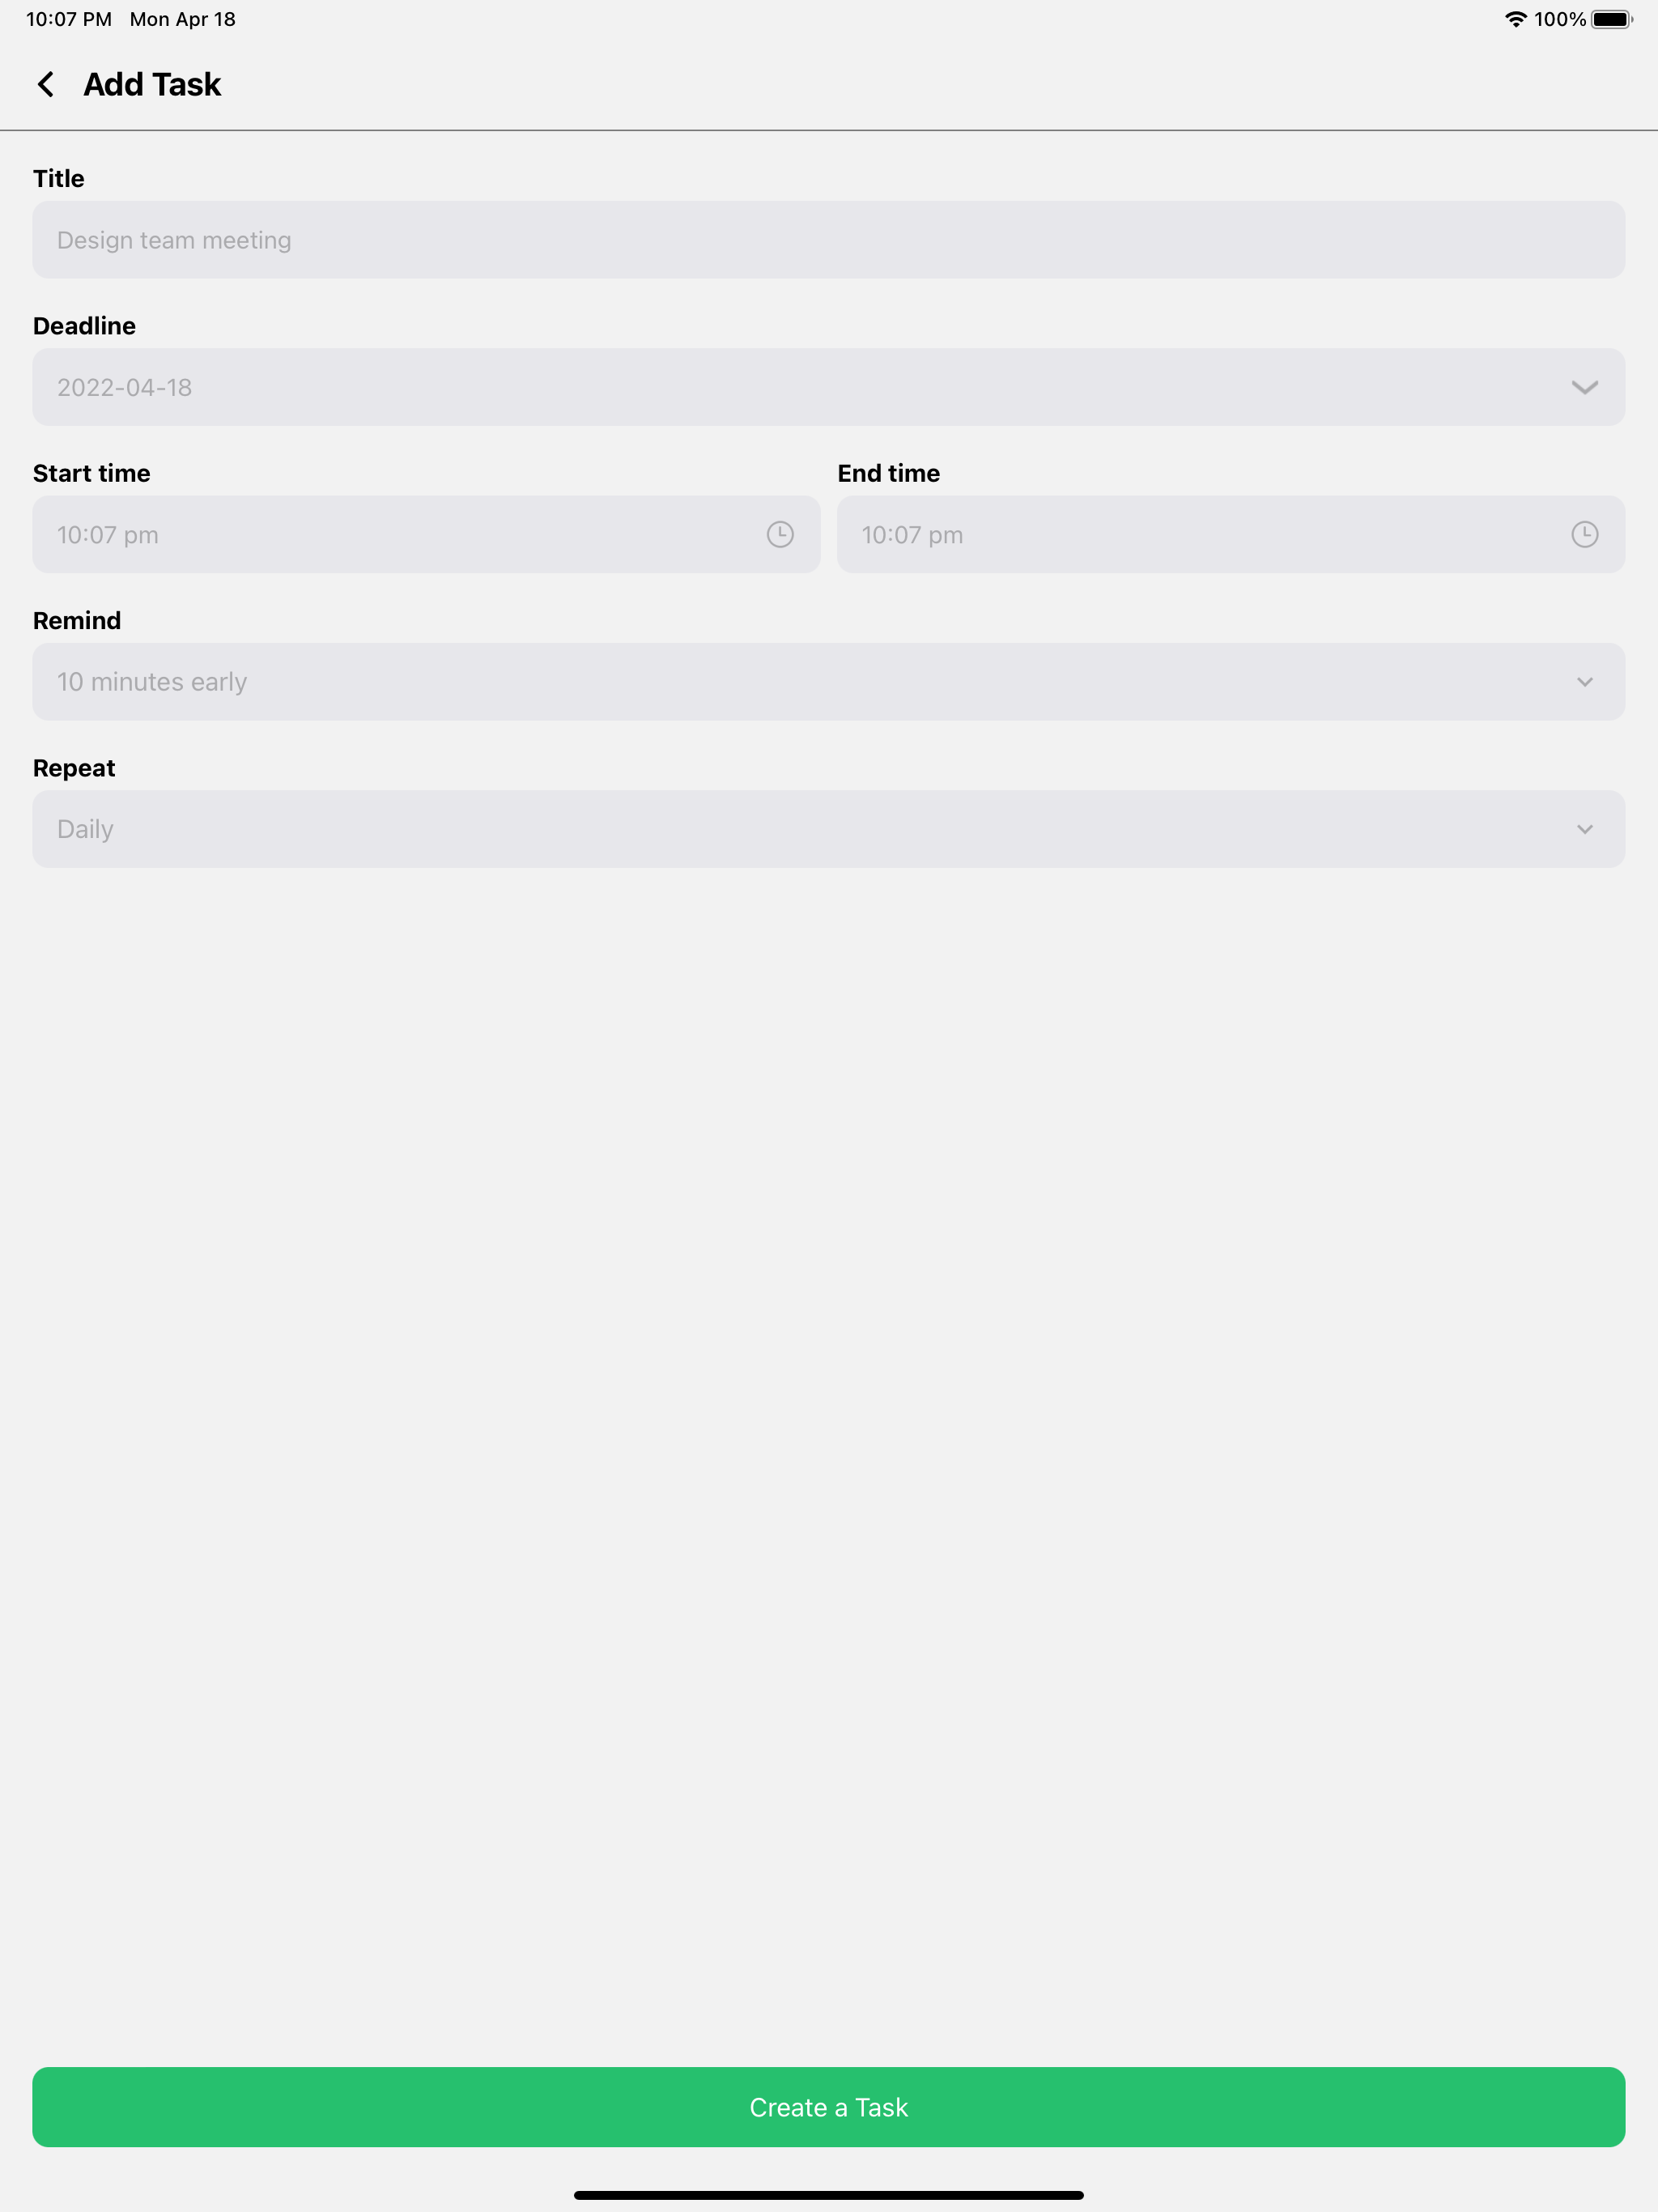 10:07 PM Mon Apr 18 100%
Add Task
Title
Design team meeting
Deadline
2022-04-18
Start time End time
10:07 pm 10:07 pm
Remind
10 minutes early
Repeat
Daily
Create a Task